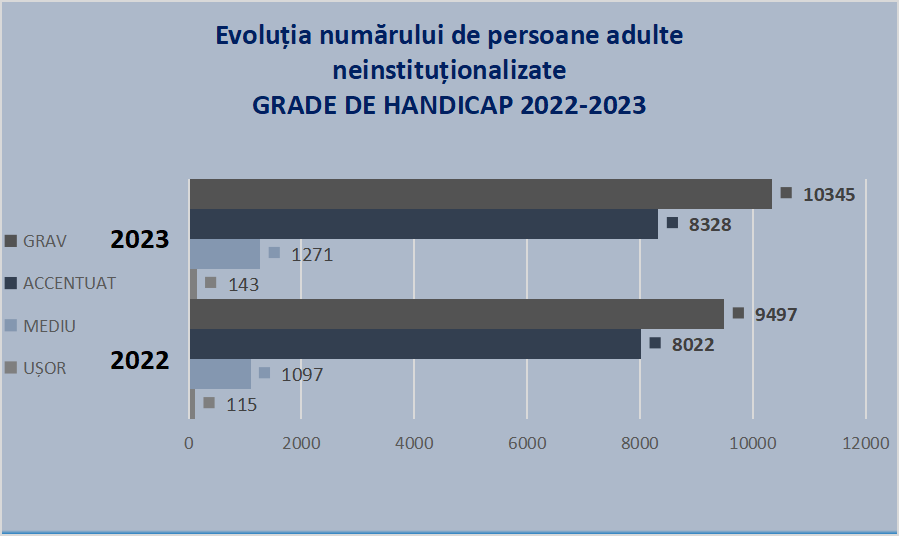 Evoluția numărului de persoane adulte
neinstituționalizate
GRADE DE HANDICAP 2022-2023
GRAV
ACCENTUAT
MEDIU
UȘOR
2023
10345
8328
1271
143
2022
9497
8022
1097
115
0 2000 4000 6000 8000 10000 12000